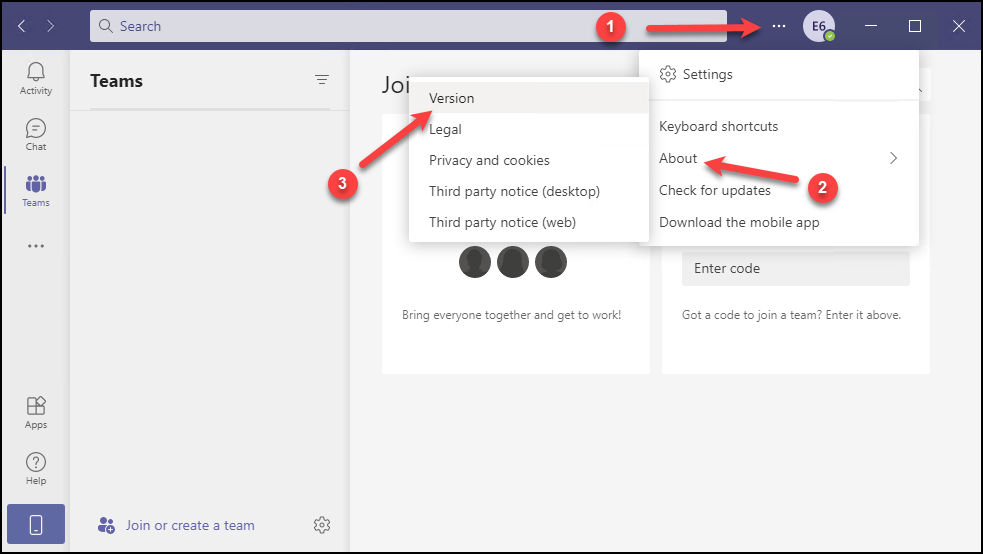 Search
1
E6
Activity
Chat
Teams
Apps
Help
Teams
Join or create a team
Joi
Version
Legal
Privacy and cookies
Third party notice (desktop)
Third party notice (web)
3
Settings
Keyboard shortcuts
About
2
Check for updates
Download the mobile app
Bring everyone together and get to work!
Enter code
Got a code to join a team? Enter it above.